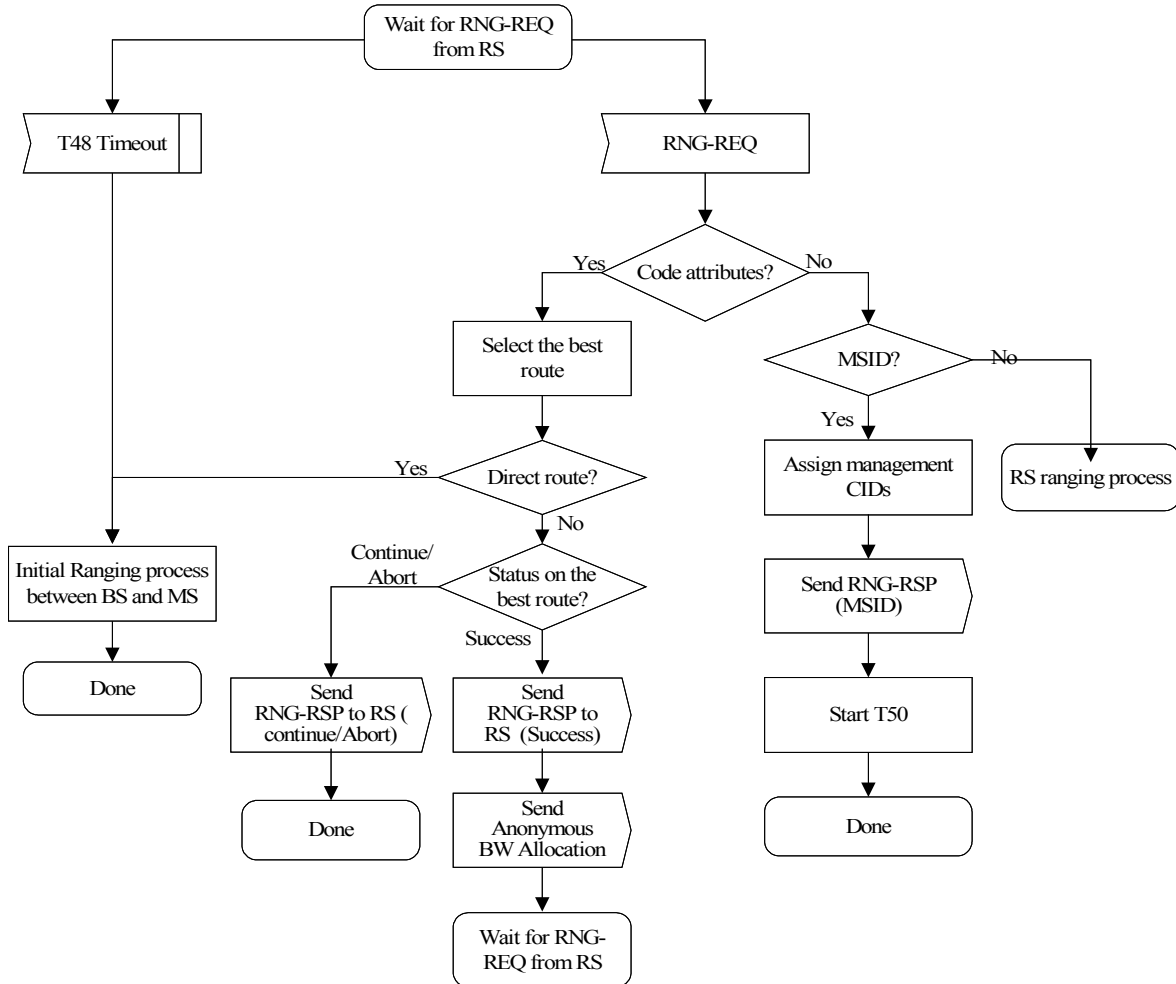 Wait for RNG-REQ
from RS
T48 Timeout
RNG-REQ
Code attributes?
Yes
No
Select the best
route
MSID?
No
Yes
Direct route?
Yes
No
Assign management
CIDs
RS ranging process
Initial Ranging process
between BS and MS
Continue/
Abort
Status on the
best route?
Success
Send RNG-RSP
(MSID)
Done
Send
RNG-RSP to RS (
continue/Abort)
Send
RNG-RSP to
RS (Success)
Start T50
Done
Send
Anonymous
BW Allocation
Done
Wait for RNG-
REQ from RS